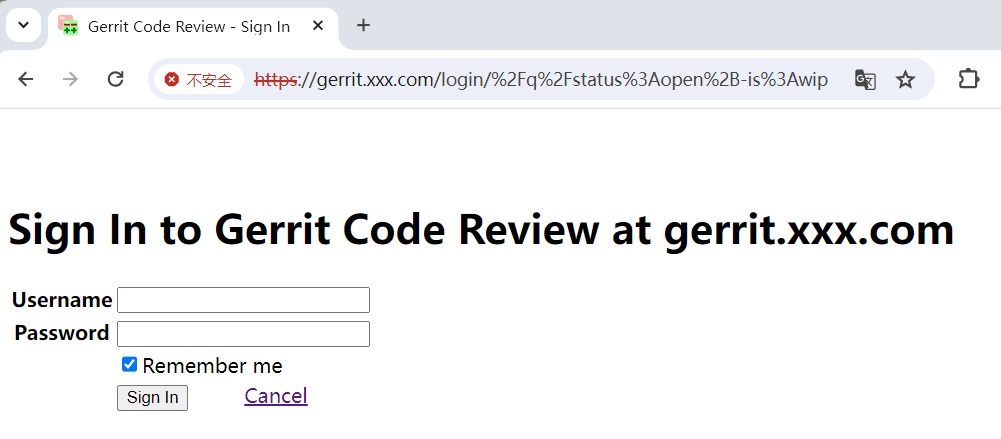 Gerrit Code Review - Sign In
不安全 https://gerrit.xxx.com/login/%2Fq%2Fstatus%3Aopen%2B-is%3Awip
Sign In to Gerrit Code Review at gerrit.xxx.com
Username
Password
Remember me
Sign In Cancel